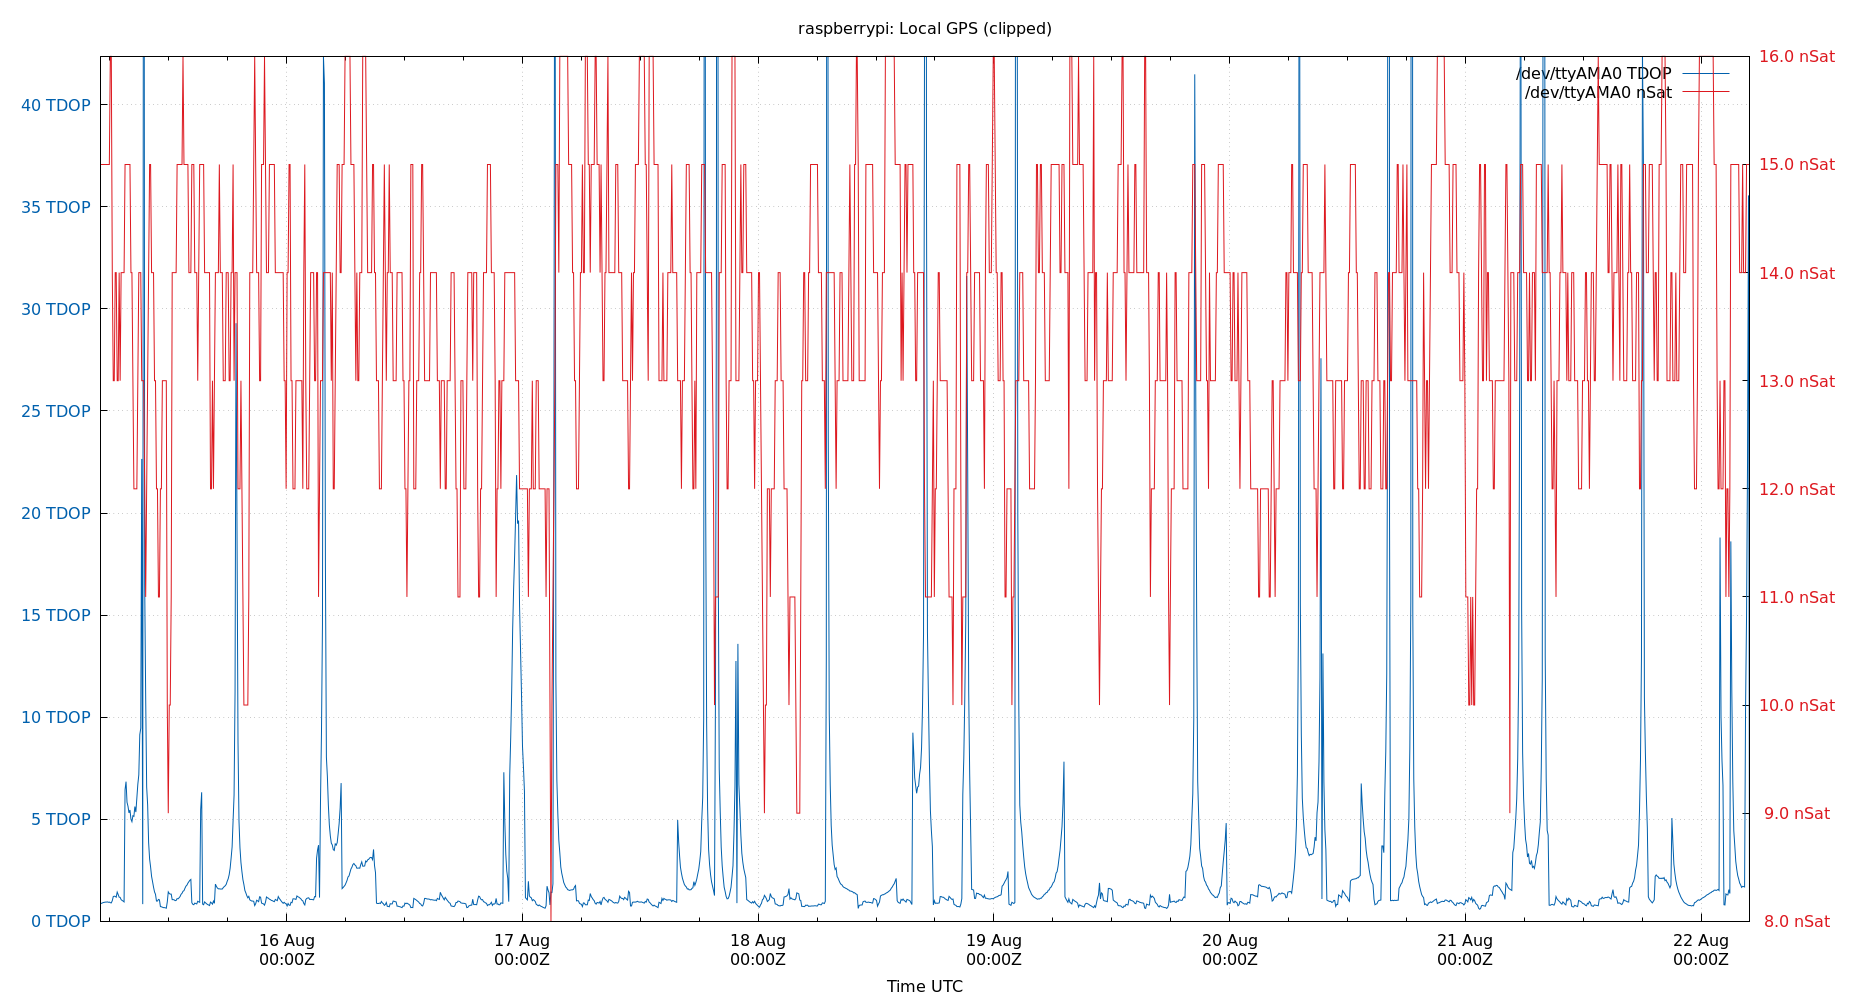 raspberrypi: Local GPS (clipped)
/dev/ttyAMA0 TDOP
/dev/ttyAMA0 nSat
40 TDOP
35 TDOP
30 TDOP
25 TDOP
20 TDOP
15 TDOP
10 TDOP
5 TDOP
0 TDOP
16.0 nSat
15.0 nSat
14.0 nSat
13.0 nSat
12.0 nSat
11.0 nSat
10.0 nSat
9.0 nSat
8.0 nSat
16 Aug
00:00Z
17 Aug
00:00Z
18 Aug
00:00Z
19 Aug
00:00Z
20 Aug
00:00Z
21 Aug
00:00Z
22 Aug
00:00Z
Time UTC